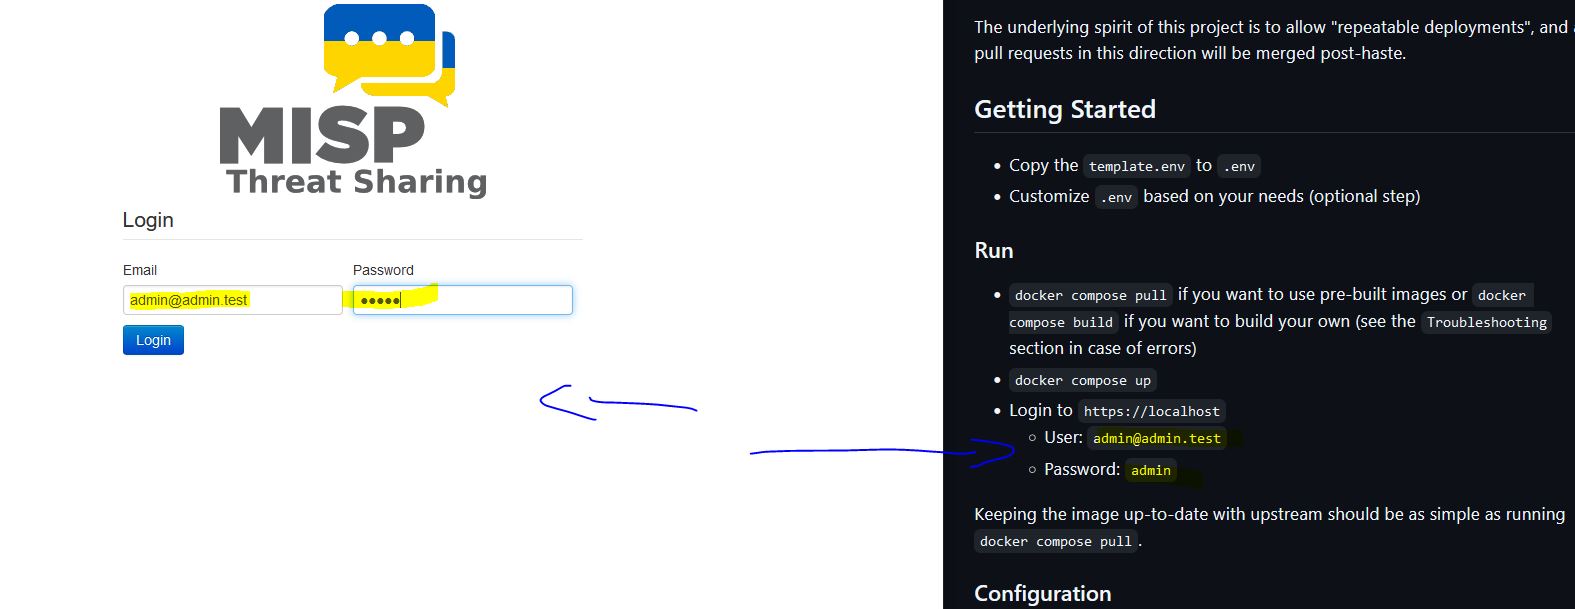 MISP
Threat Sharing
Login
Email
Password
admin@admin.test
●●●●●
Login
The underlying spirit of this project is to allow "repeatable deployments", and
pull requests in this direction will be merged post-haste.
Getting Started
Copy the template.env to .env
Customize .env based on your needs (optional step)
Run
docker compose pull if you want to use pre-built images or docker
compose build if you want to build your own (see the Troubleshooting
section in case of errors)
docker compose up
Login to https://localhost
User: admin@admin.test
Password: admin
Keeping the image up-to-date with upstream should be as simple as running
docker compose pull.
Configuration